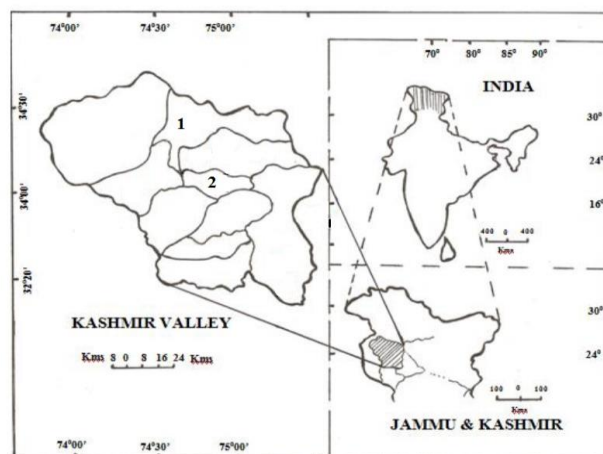 74°00' 74°30' 75°00'
70° 80° 85° 90°
INDIA
34°30'
34°00'
32°20'
1
2
30°
24°
16°
400 0 400
Kms
KASHMIR VALLEY
Kms 8 0 8 16 24 Kms
30°
24°
100 0 100
Kms
JAMMU & KASHMIR
74°00' 74°30' 75°00'